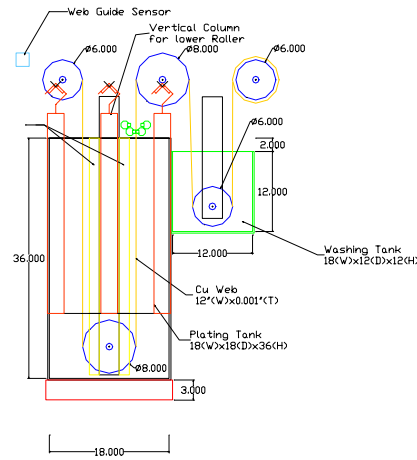 Web Guide Sensor
Vertical Column
for lower Roller
ø6.000
ø8.000
ø6.000
ø6.000
2.000
12.000
12.000
36.000
Washing Tank
18(W)x12(D)x12(H)
Cu Web
12"(W)x0.001"(T)
Plating Tank
18(W)x18(D)x36(H)
ø8.000
3.000
18.000